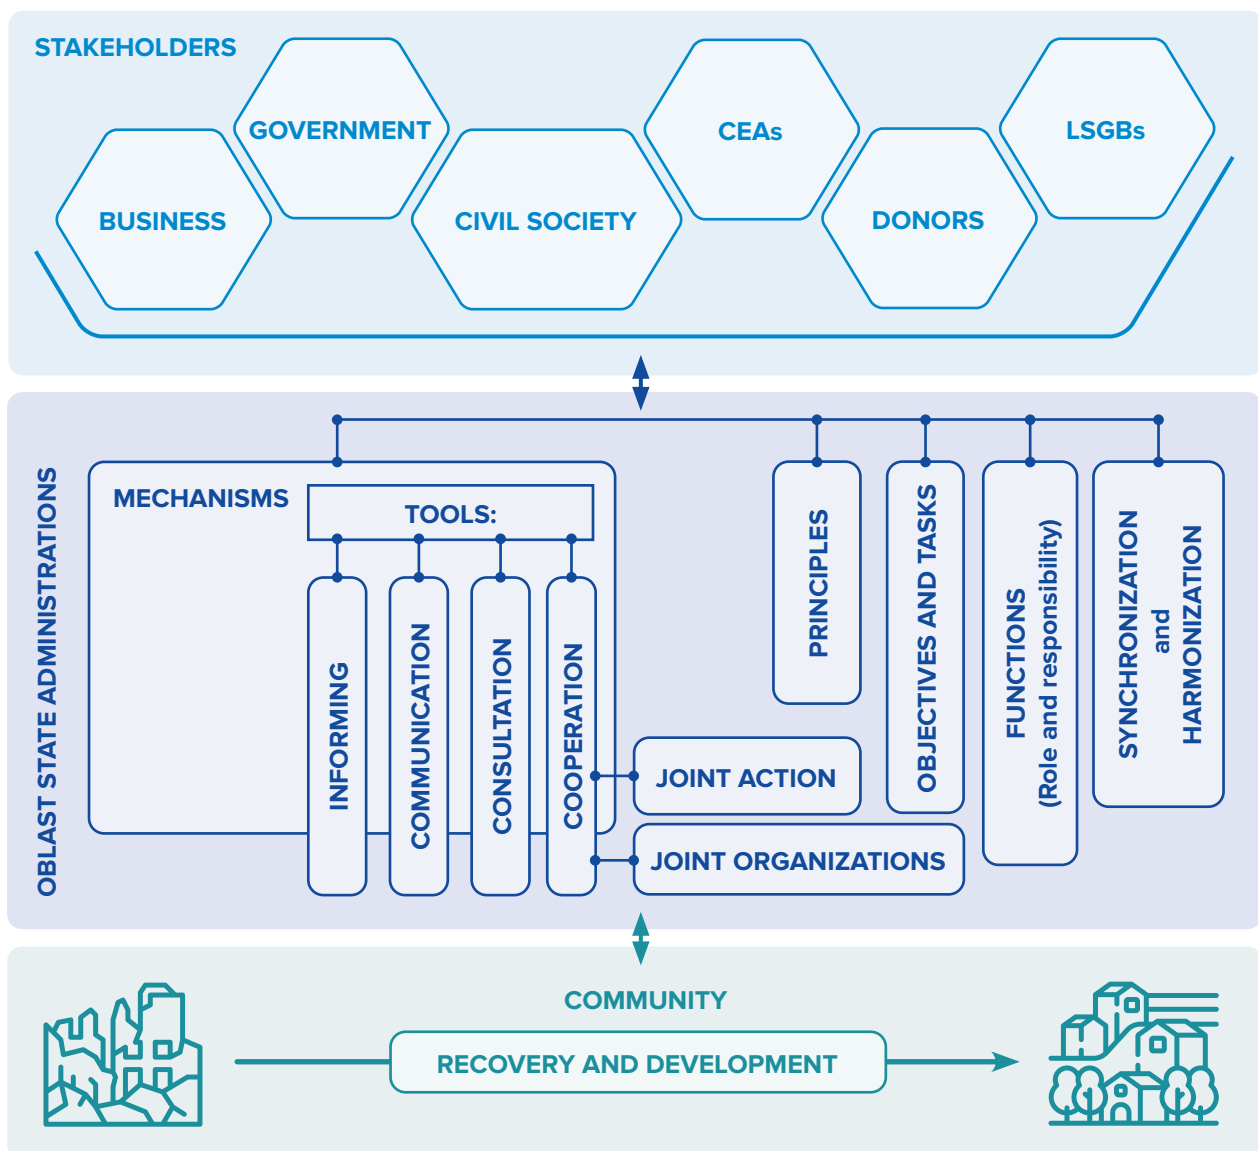 STAKEHOLDERS
GOVERNMENT
CEAs
LSGBs
BUSINESS
CIVIL SOCIETY
DONORS
OBLAST STATE ADMINISTRATIONS
MECHANISMS
TOOLS:
INFORMING
COMMUNICATION
CONSULTATION
COOPERATION
JOINT ACTION
JOINT ORGANIZATIONS
PRINCIPLES
OBJECTIVES AND TASKS
FUNCTIONS
(Role and responsibility)
SYNCHRONIZATION
and
HARMONIZATION
COMMUNITY
RECOVERY AND DEVELOPMENT